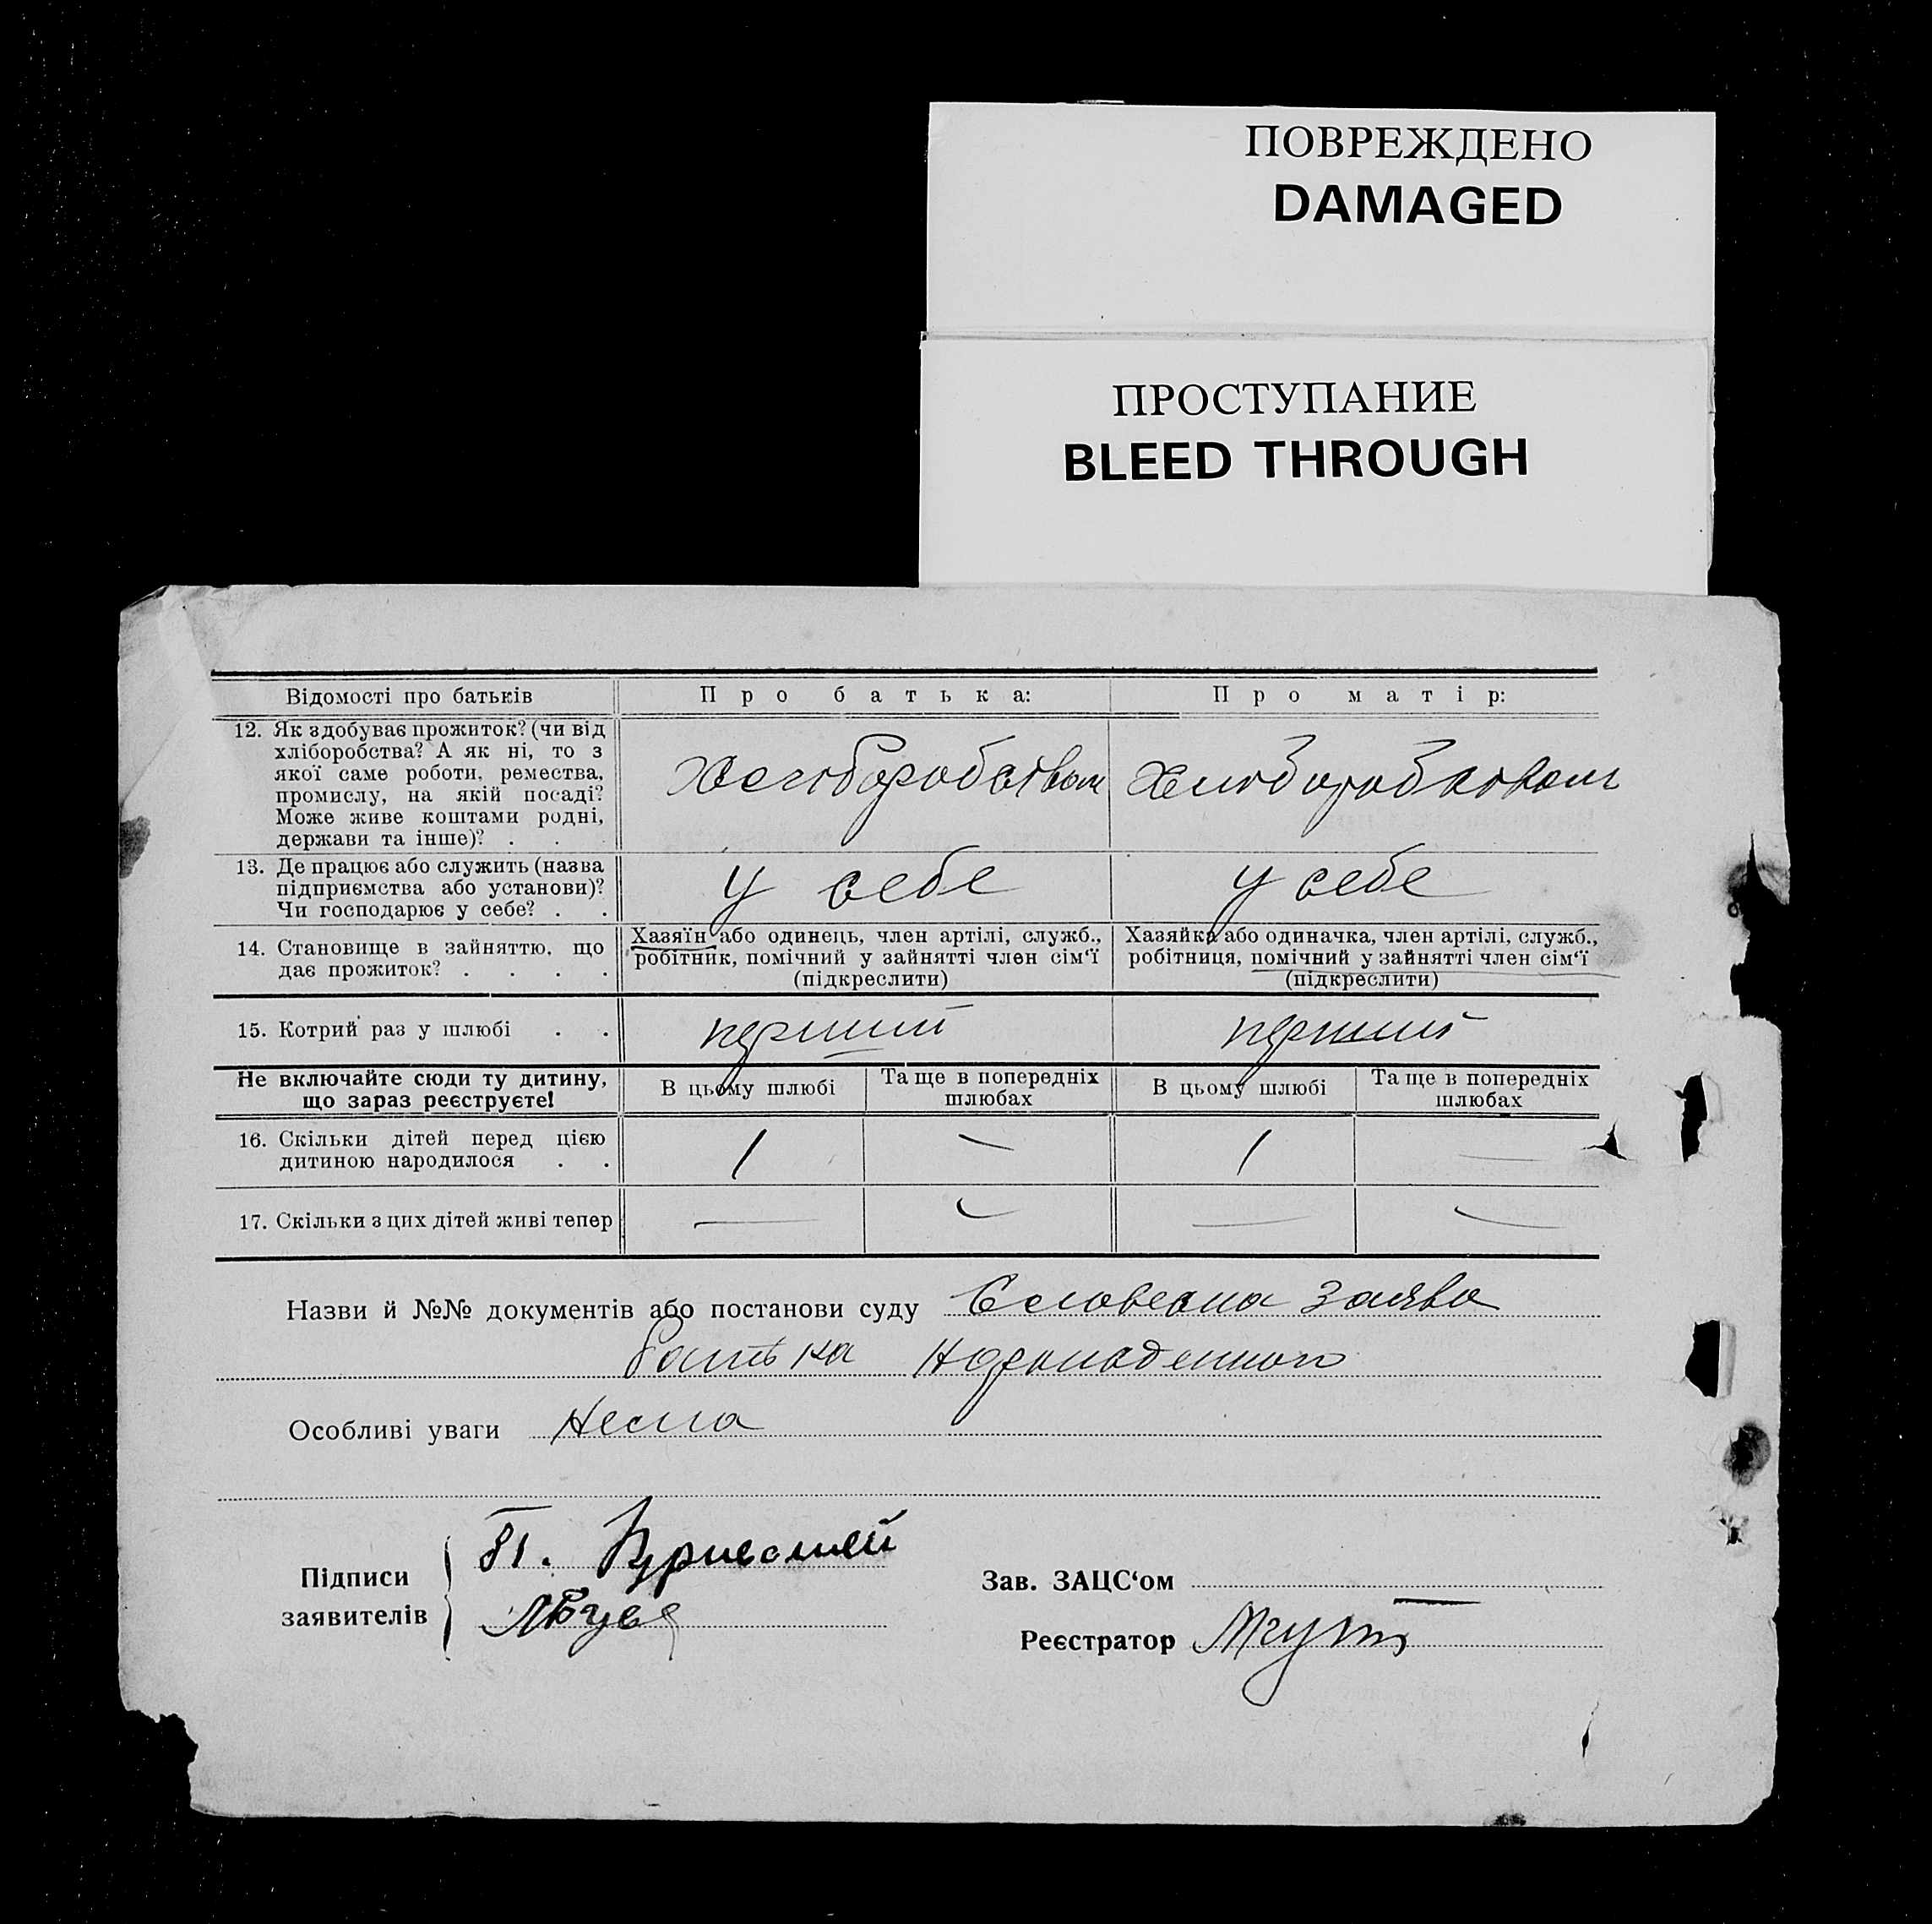 ПОВРЕЖДЕНО
DAMAGED
ПРОСТУПАНИЕ
BLEED THROUGH
Відомості про батьків
Про батька:
Про матір:
12. Як здобуває прожиток? (чи від
хліборобства? А як ні, то з
якої саме роботи, ремества,
промислу, на якій посаді?
Може живе коштами родні,
держави та інше)? . . .
Хліборобством
Хліборобством
13. Де працює або служить (назва
підприємства або установи)?
Чи господарює у себе? . .
у себе
у себе
14. Становище в зайняттю, що
дає прожиток? . . . .
Хазяїн або одинець, член артілі, служб.,
робітник, помічний у зайнятті член сім‘ї
(підкреслити)
Хазяйка або одиначка, член артілі, служб.,
робітниця, помічний у зайнятті член сім‘ї
(підкреслити)
15. Котрий раз у шлюбі . .
перший
перший
Не включайте сюди ту дитину,
що зараз реєструєте!
В цьому шлюбі
Та ще в попередніх
шлюбах
В цьому шлюбі
Та ще в попередніх
шлюбах
16. Скільки дітей перед цією
дитиною народилося . .
1
—
1
—
17. Скільки з цих дітей живі тепер
—
—
—
—
Назви й №№ документів або постанови суду Словесна заява
батька
Особливі уваги Нема
Підписи
заявителів
Зав. ЗАЦС‘ом
Реєстратор